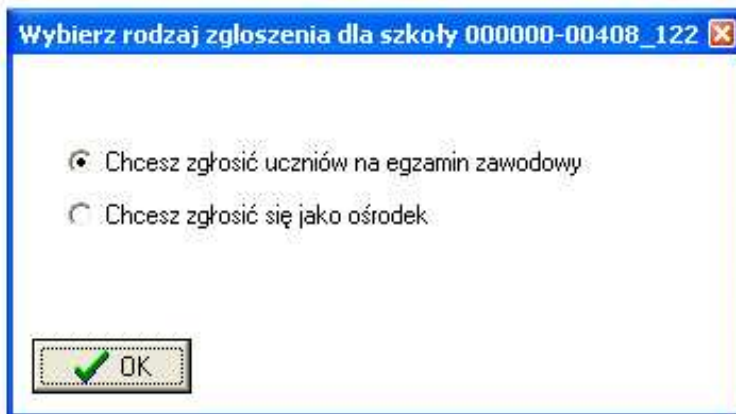 Wybierz rodzaj zgloszenia dla szkoły 000000-00408_122
Chcesz zgłosić uczniów na egzamin zawodowy
Chcesz zgłosić się jako ośrodek
OK